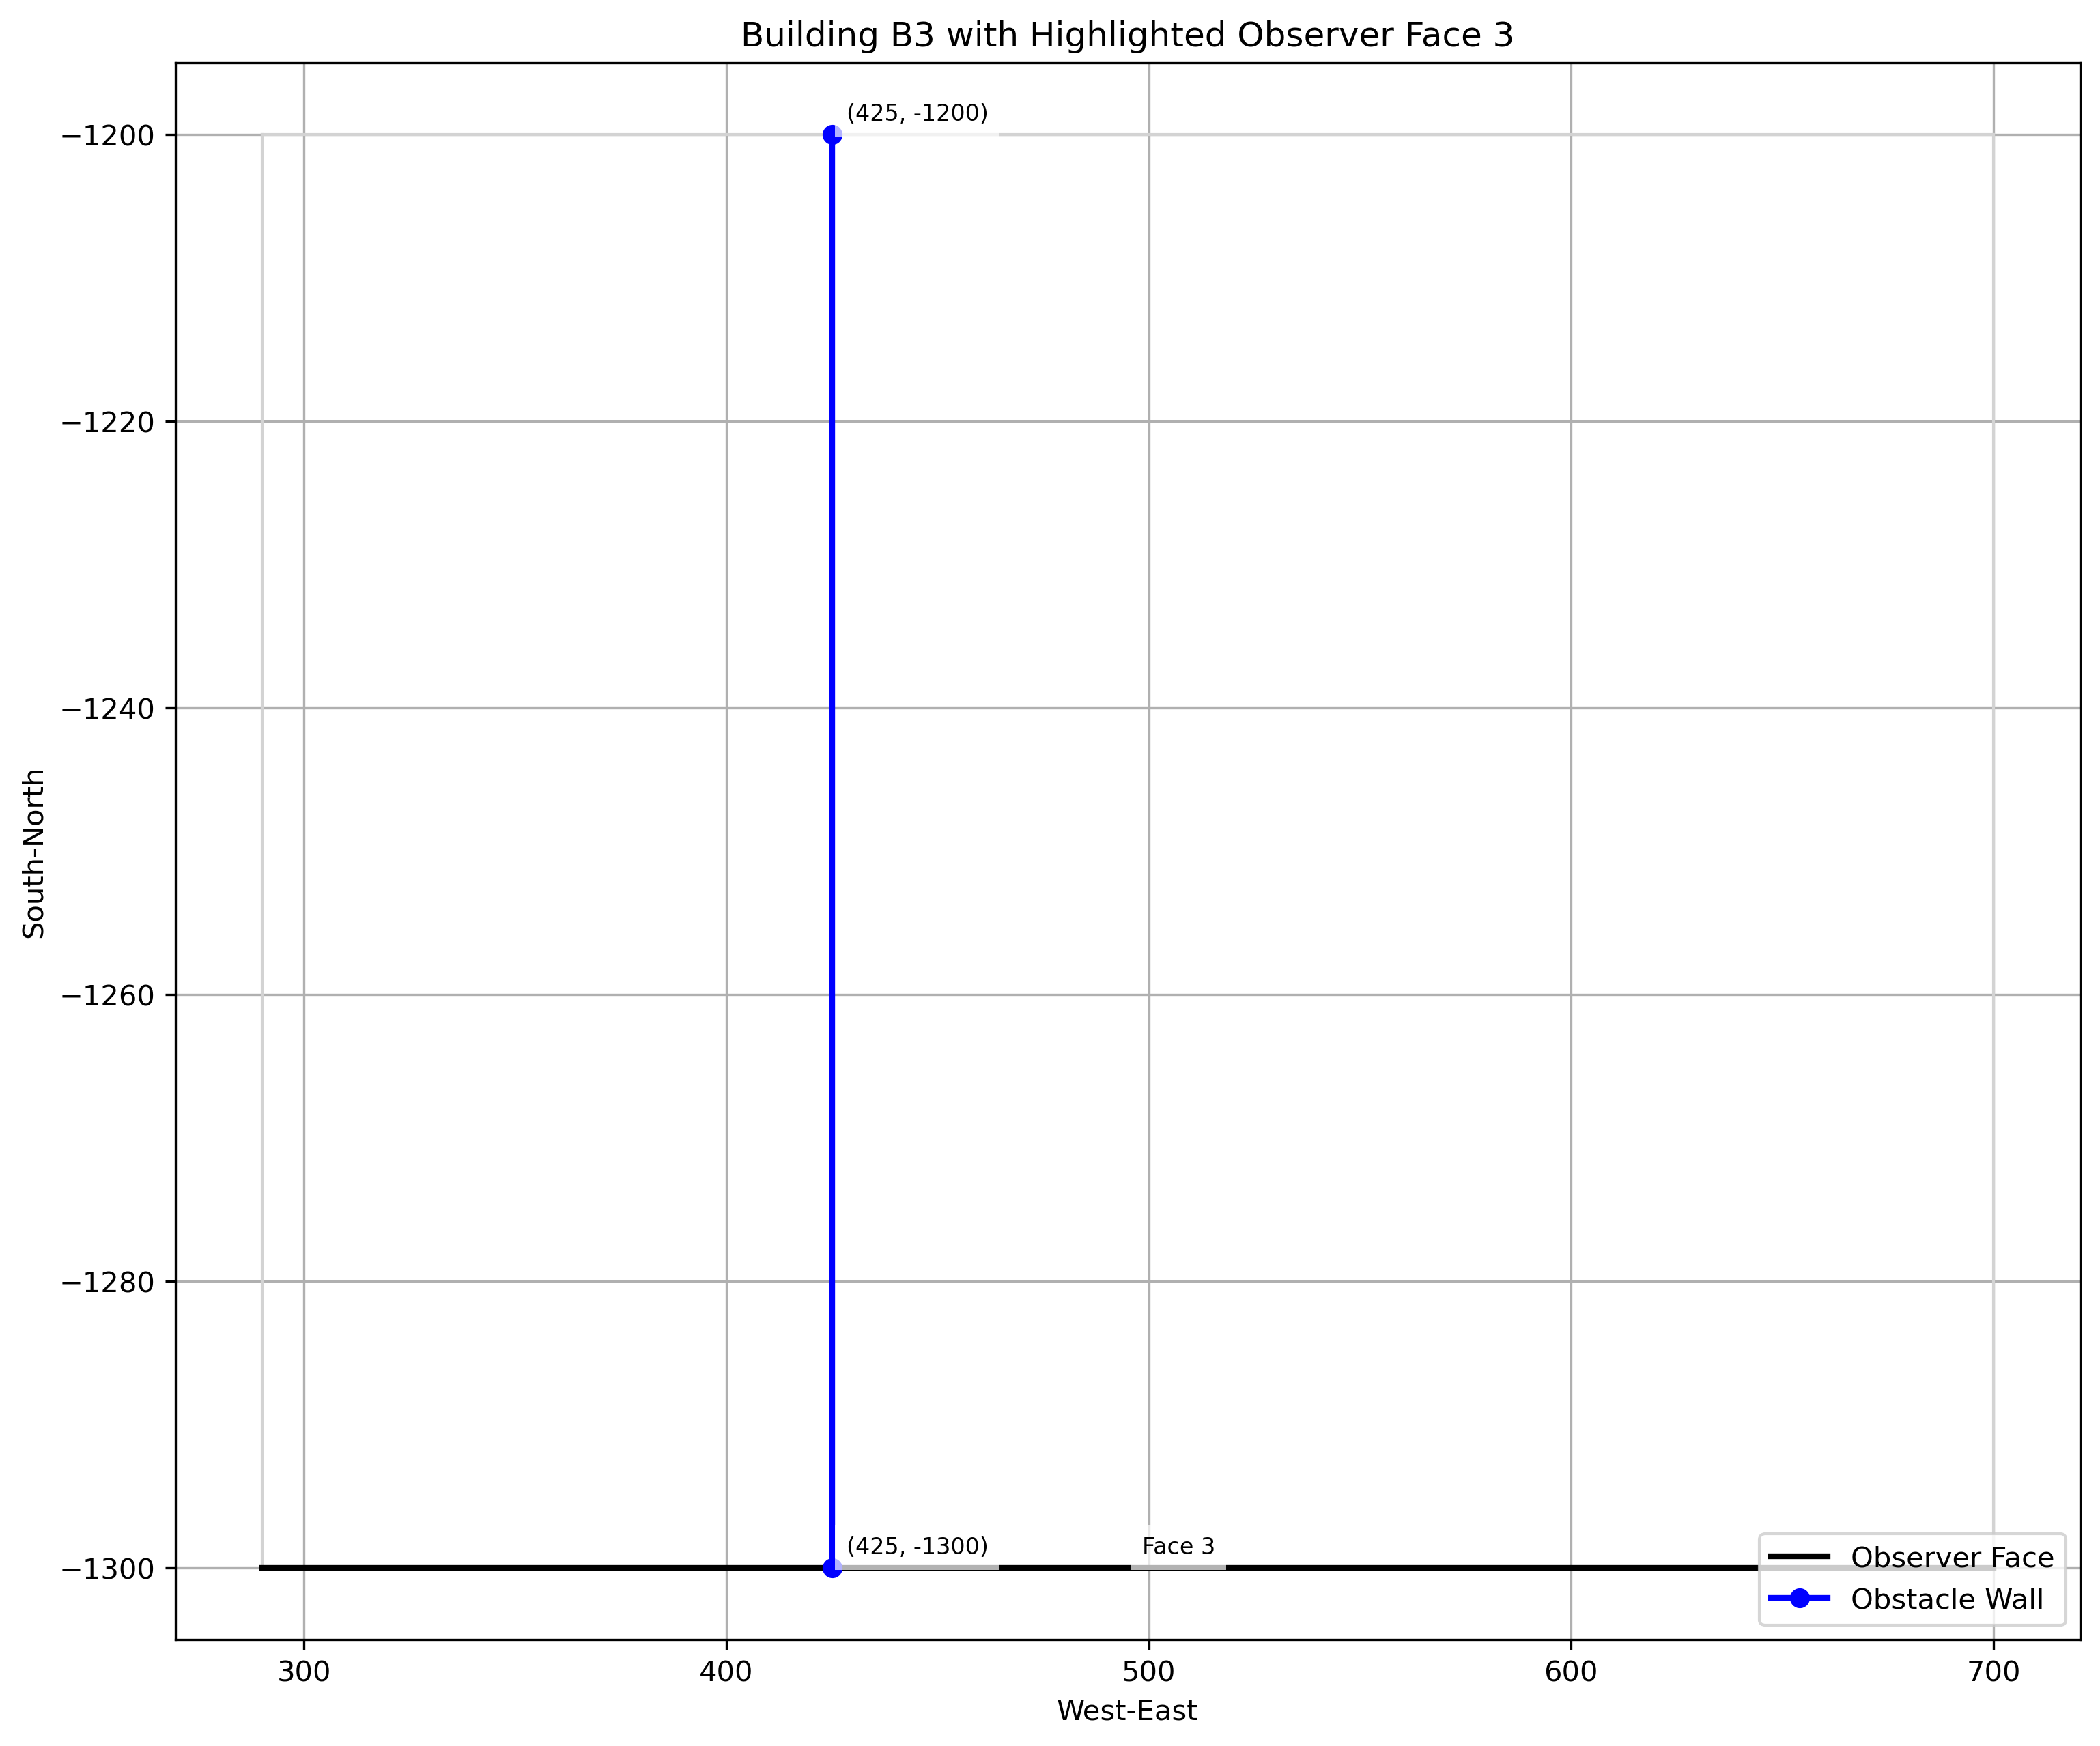 Building B3 with Highlighted Observer Face 3
(425, -1200)
−1200
−1220
−1240
South-North
−1260
−1280
(425, -1300)
Face 3
−1300
Observer Face
Obstacle Wall
300
400
500
600
700
West-East